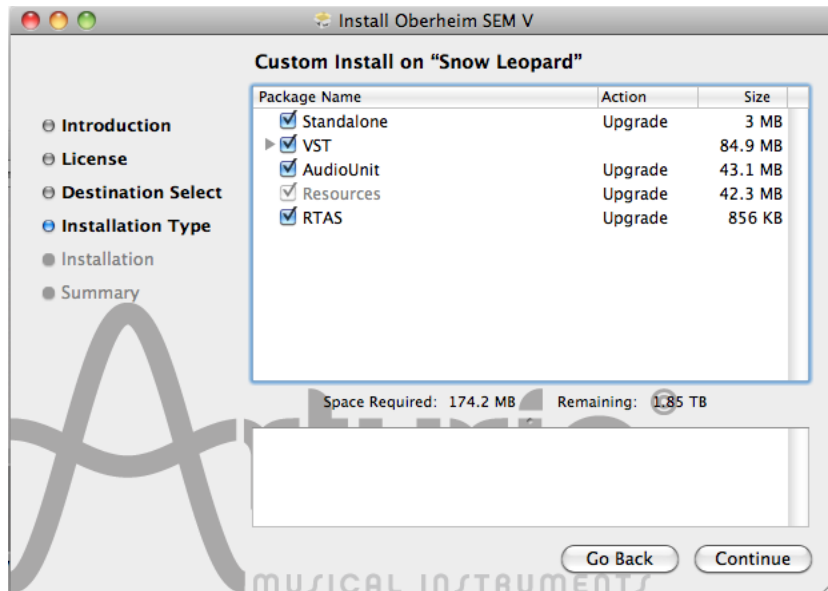 Install Oberheim SEM V
Custom Install on “Snow Leopard”
Introduction
License
Destination Select
Installation Type
Installation
Summary
Package Name Action Size
Standalone Upgrade 3 MB
VST 84.9 MB
AudioUnit Upgrade 43.1 MB
Resources Upgrade 42.3 MB
RTAS Upgrade 856 KB
Space Required: 174.2 MB Remaining: 1.85 TB
Go Back Continue
MUSICAL INSTRUMENTS